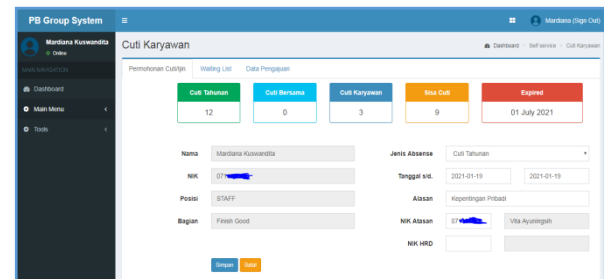 PB Group System
Mardiana (Sign Out)
Mardiana Kuswandita
Online
MAIN NAVIGATION
Dashboard
Main Menu
Tools
Cuti Karyawan
Dashboard > Self service > Cuti Karyawan
Permohonan Cuti/Ijin Waiting List Data Pengajuan
Cuti Tahunan Cuti Bersama Cuti Karyawan Sisa Cuti Expired
12 0 3 9 01 July 2021
Nama Mardiana Kuswandita Jenis Absense Cuti Tahunan
NIK 071 Tanggal s/d. 2021-01-19 2021-01-19
Posisi STAFF Alasan Kepentingan Pribadi
Bagian Finish Good NIK Atasan 07 Vita Ayuningsih
NIK HRD
Simpan Batal